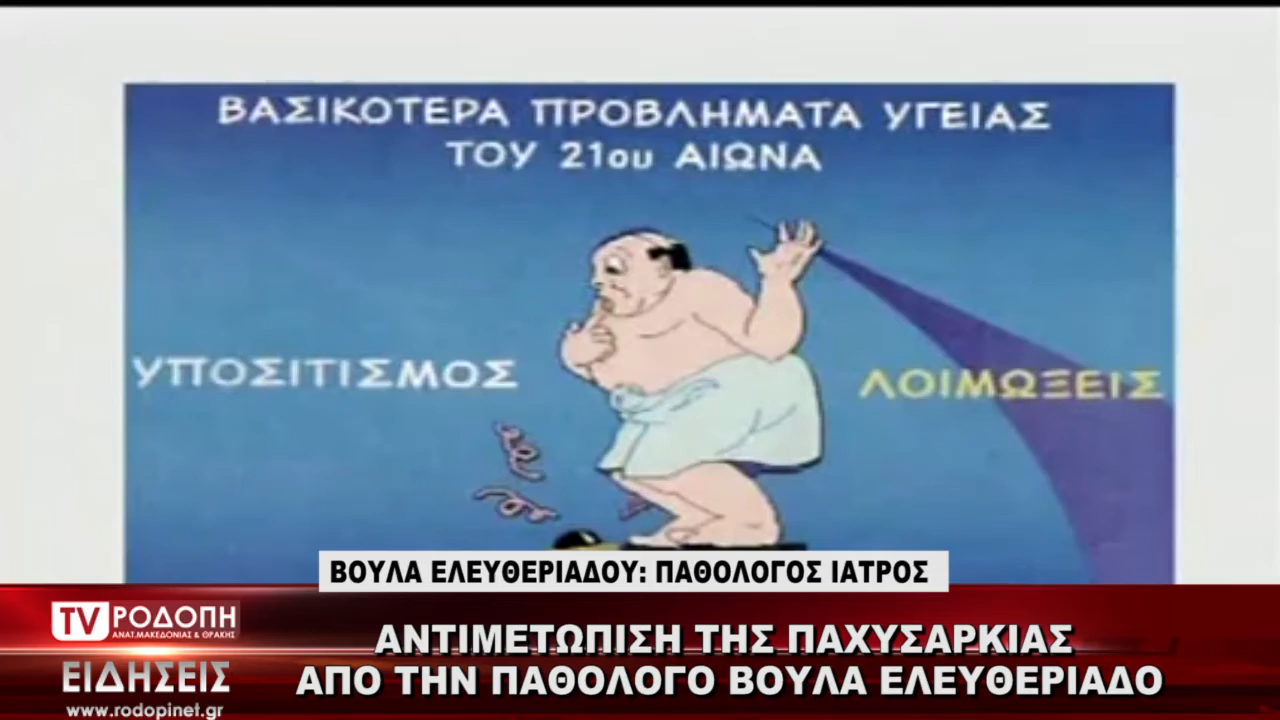 ΒΑΣΙΚΟΤΕΡΑ ΠΡΟΒΛΗΜΑΤΑ ΥΓΕΙΑΣ
ΤΟΥ 21ου ΑΙΩΝΑ
ΥΠΟΣΙΤΙΣΜΟΣ
ΛΟΙΜΩΞΕΙΣ
ΒΟΥΛΑ ΕΛΕΥΘΕΡΙΑΔΟΥ: ΠΑΘΟΛΟΓΟΣ ΙΑΤΡΟΣ
TV ΡΟΔΟΠΗ
ΑΝΑΤ.ΜΑΚΕΔΟΝΙΑΣ & ΘΡΑΚΗΣ
ΕΙΔΗΣΕΙΣ
www.rodopinet.gr
ΑΝΤΙΜΕΤΩΠΙΣΗ ΤΗΣ ΠΑΧΥΣΑΡΚΙΑΣ
ΑΠΟ ΤΗΝ ΠΑΘΟΛΟΓΟ ΒΟΥΛΑ ΕΛΕΥΘΕΡΙΑΔΟ